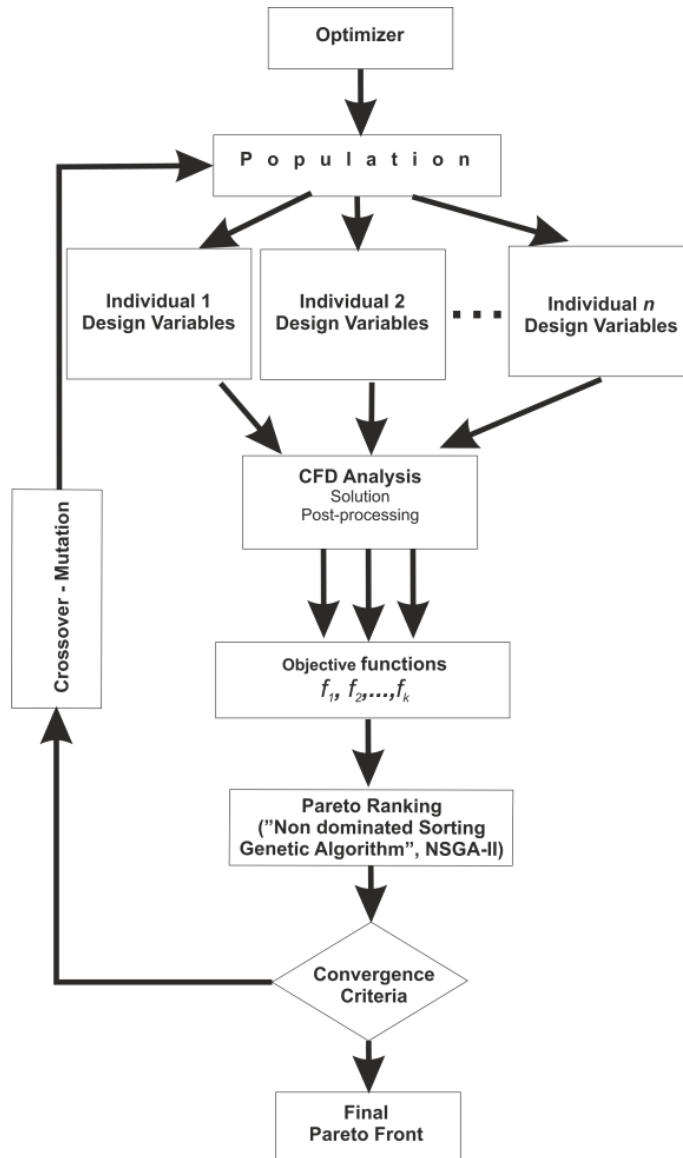 Optimizer
Population
Individual 1
Design Variables
Individual 2
Design Variables
Individual n
Design Variables
CFD Analysis
Solution
Post-processing
Crossover - Mutation
Objective functions
f1, f2,...,fk
Pareto Ranking
(”Non dominated Sorting
Genetic Algorithm”, NSGA-II)
Convergence
Criteria
Final
Pareto Front